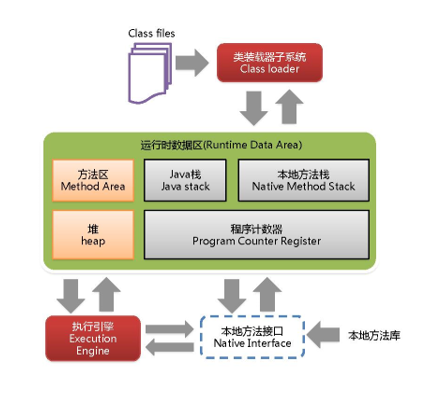 Class files
类装载器子系统
Class loader
运行时数据区(Runtime Data Area)
方法区
Method Area
Java栈
Java stack
本地方法栈
Native Method Stack
堆
heap
程序计数器
Program Counter Register
执行引擎
Execution
Engine
本地方法接口
Native Interface
本地方法库